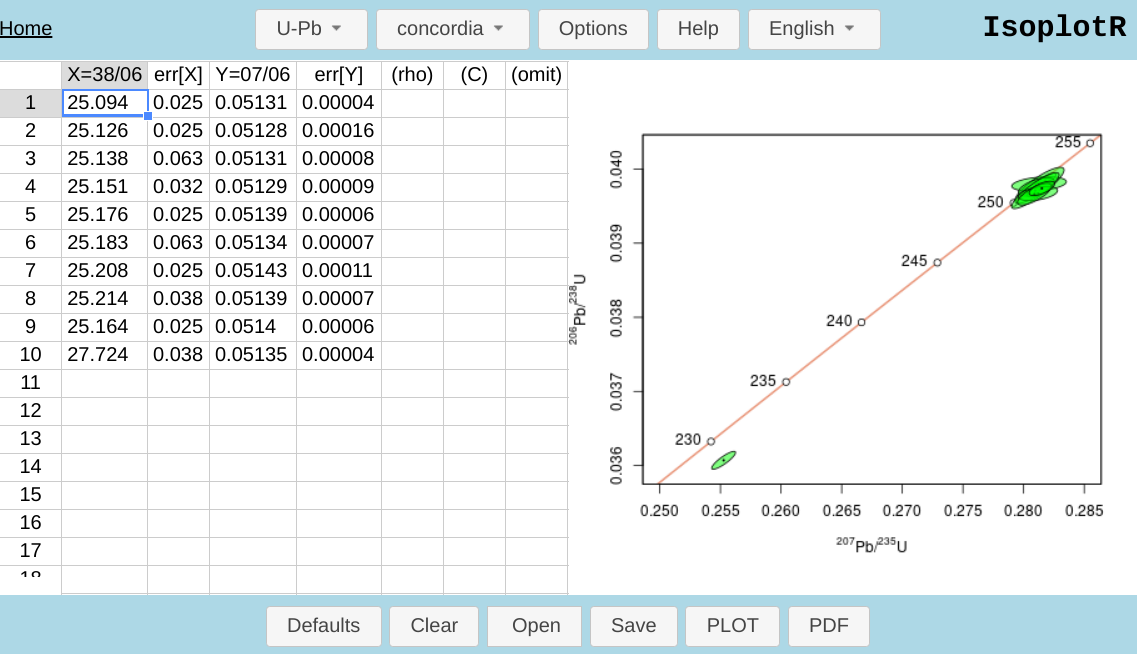 Home U-Pb concordia Options Help English IsoplotR
X=38/06 err[X] Y=07/06 err[Y] (rho) (C) (omit)
1 25.094 0.025 0.05131 0.00004
2 25.126 0.025 0.05128 0.00016
3 25.138 0.063 0.05131 0.00008
4 25.151 0.032 0.05129 0.00009
5 25.176 0.025 0.05139 0.00006
6 25.183 0.063 0.05134 0.00007
7 25.208 0.025 0.05143 0.00011
8 25.214 0.038 0.05139 0.00007
9 25.164 0.025 0.0514 0.00006
10 27.724 0.038 0.05135 0.00004
11
12
13
14
15
16
17
18
255
250
245
240
235
230
0.040
0.039
0.038
0.037
0.036
206Pb/238U
0.250 0.255 0.260 0.265 0.270 0.275 0.280 0.285
207Pb/235U
Defaults Clear Open Save PLOT PDF